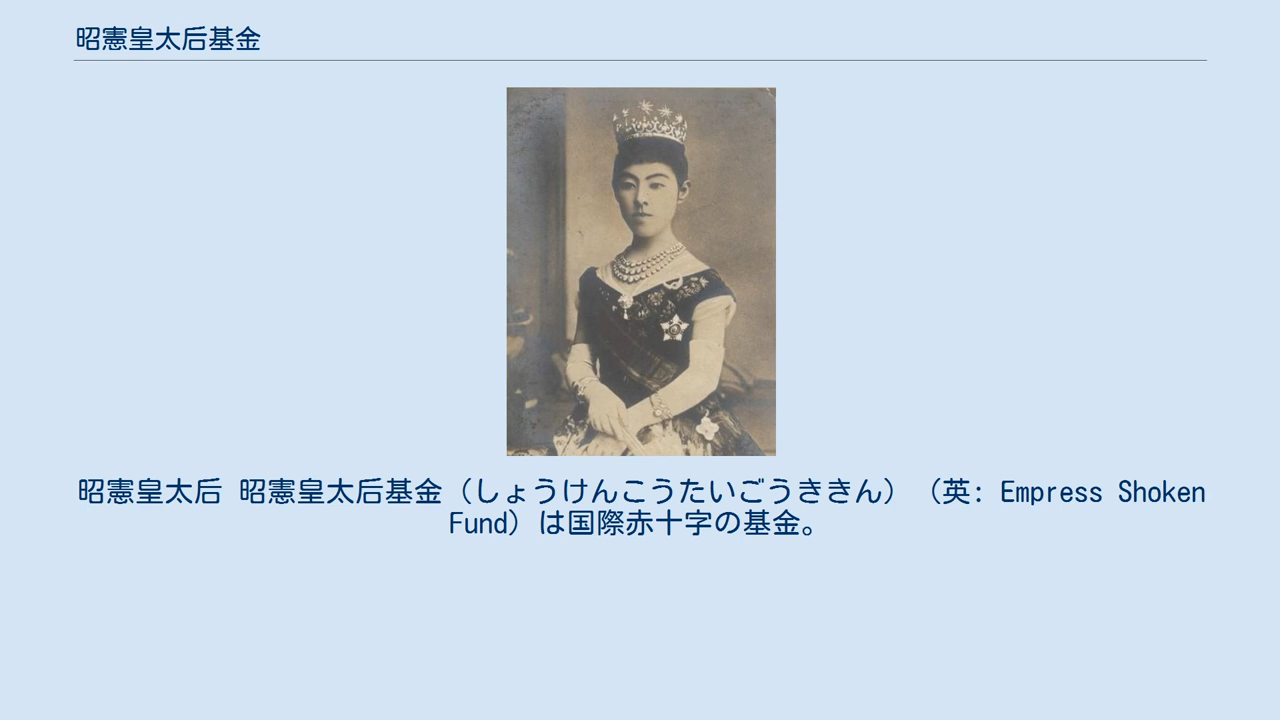 昭憲皇太后基金
昭憲皇太后 昭憲皇太后基金（しょうけんこうたいごうききん）（英: Empress Shoken
Fund）は国際赤十字の基金。